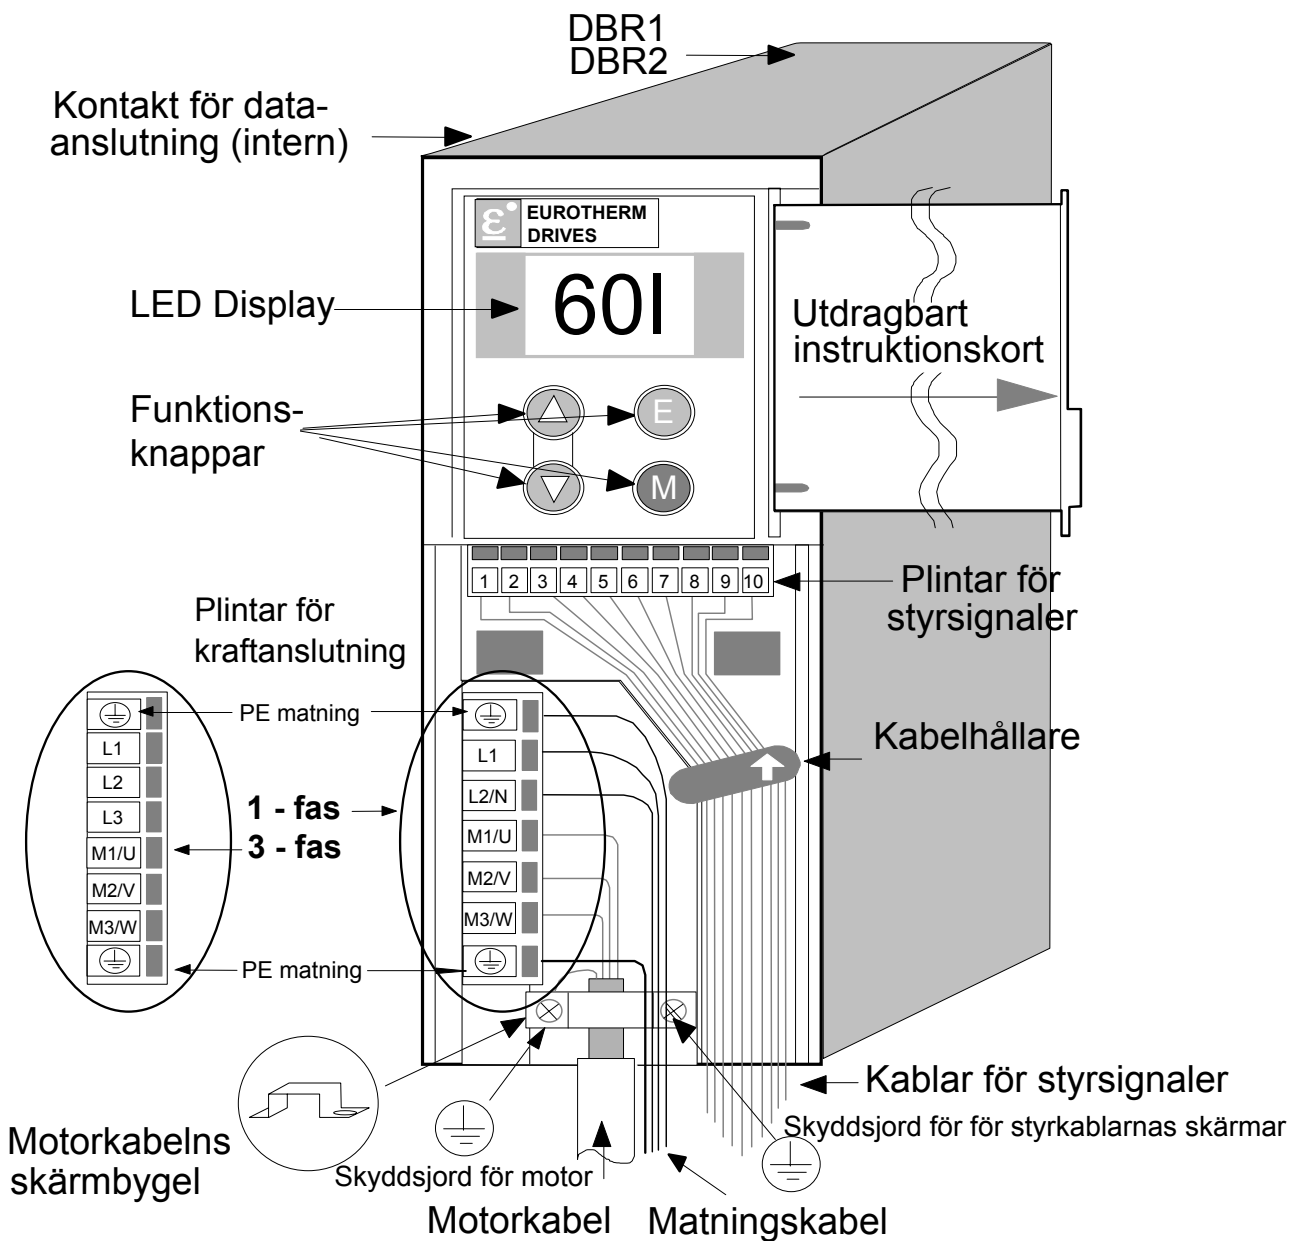 DBR1
DBR2
Kontakt för data-
anslutning (intern)
EUROTHERM
DRIVES
LED Display
60I
Utdragbart
instruktionskort
Funktions-
knappar
E
M
1 2 3 4 5 6 7 8 9 10
Plintar för
styrsignaler
Plintar för
kraftanslutning
PE matning
L1
L2
L3
M1/U
M2/V
M3/W
1 - fas
3 - fas
L1
L2/N
M1/U
M2/V
M3/W
PE matning
Kabelhållare
Kablar för styrsignaler
Skyddsjord för för styrkablarnas skärmar
Motorkabelns
skärmbygel
Skyddsjord för motor
Motorkabel
Matningskabel